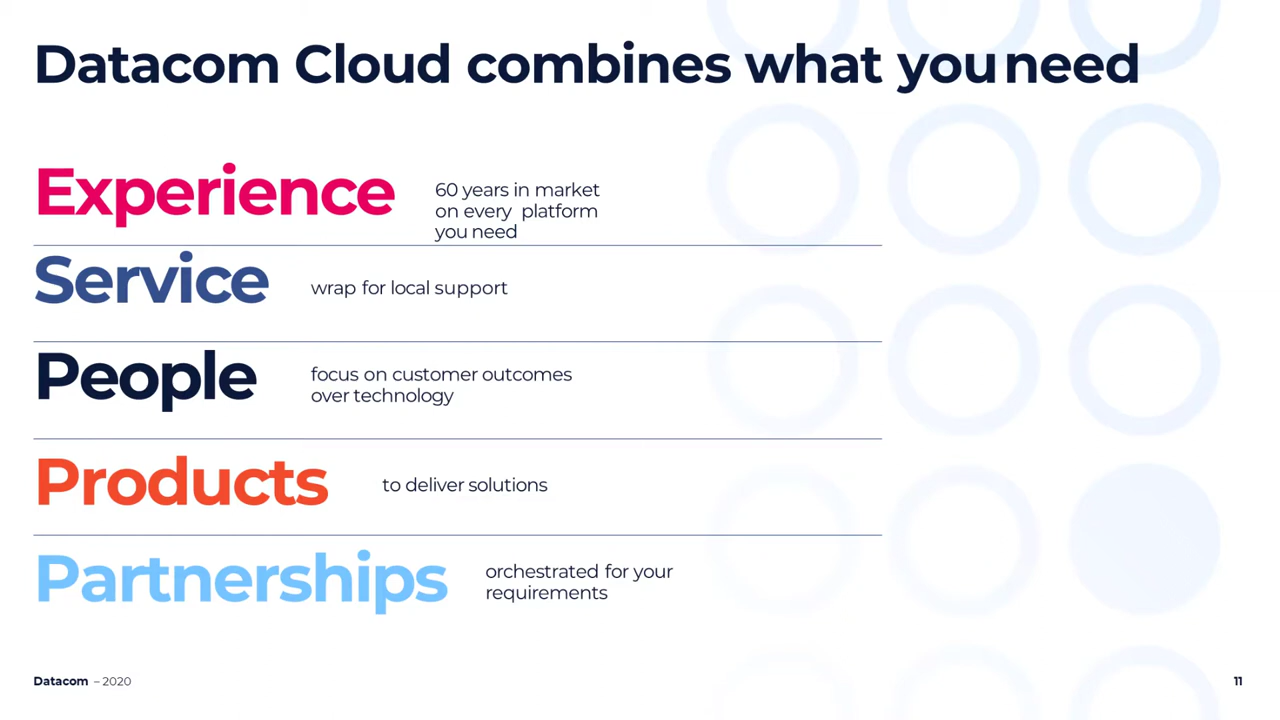 Datacom Cloud combines what you need
Experience
60 years in market
on every platform
you need
Service
wrap for local support
People
focus on customer outcomes
over technology
Products
to deliver solutions
Partnerships
orchestrated for your
requirements
Datacom – 2020
11